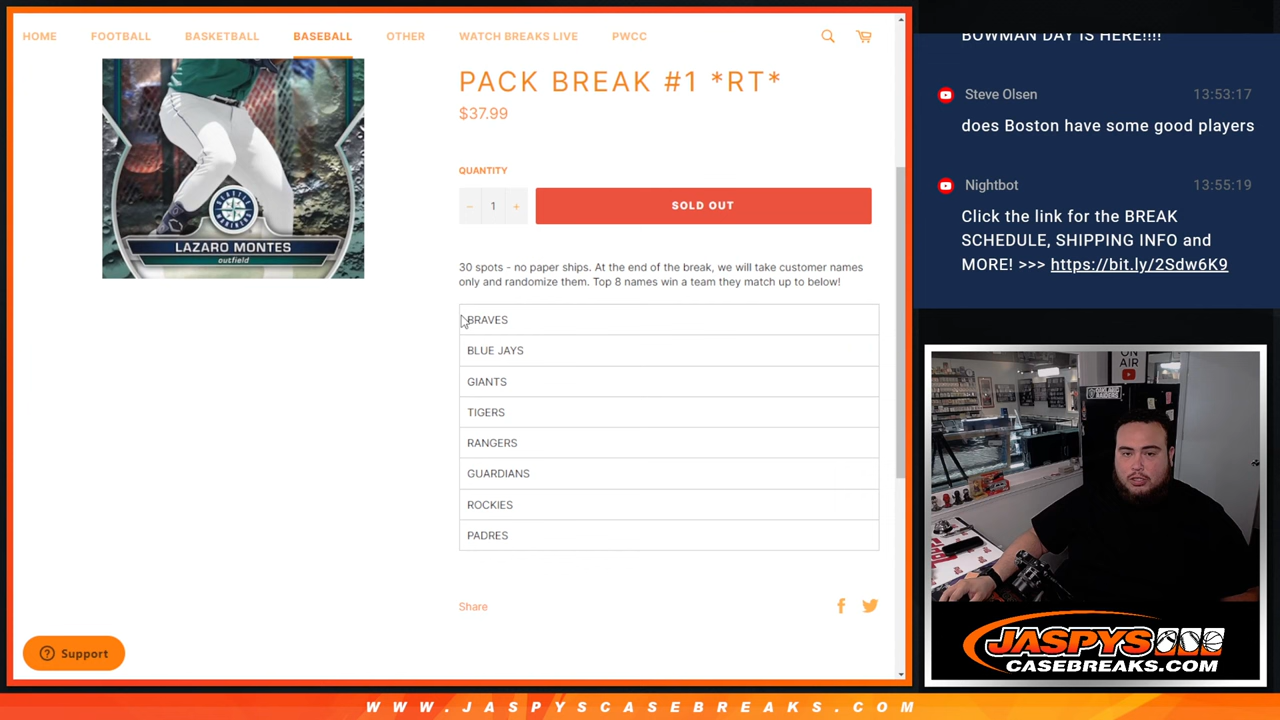 HOME FOOTBALL BASKETBALL BASEBALL OTHER WATCH BREAKS LIVE PWCC
LAZARO MONTES
outfield
PACK BREAK #1 *RT*
$37.99
QUANTITY
− 1 + SOLD OUT
30 spots - no paper ships. At the end of the break, we will take customer names
only and randomize them. Top 8 names win a team they match up to below!
BRAVES
BLUE JAYS
GIANTS
TIGERS
RANGERS
GUARDIANS
ROCKIES
PADRES
Share
Support
BOWMAN DAY IS HERE!!!!
Steve Olsen 13:53:17
does Boston have some good players
Nightbot 13:55:19
Click the link for the BREAK
SCHEDULE, SHIPPING INFO and
MORE! >>> https://bit.ly/2Sdw6K9
ON
AIR
JASPYS
CASEBREAKS.COM
WWW.JASPYSCASEBREAKS.COM